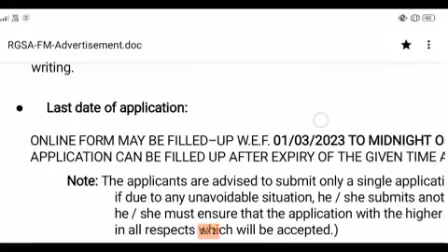 RGSA-FM-Advertisement.doc
writing.
● Last date of application:
ONLINE FORM MAY BE FILLED–UP W.E.F. 01/03/2023 TO MIDNIGHT O
APPLICATION CAN BE FILLED UP AFTER EXPIRY OF THE GIVEN TIME A
Note: The applicants are advised to submit only a single applicati
if due to any unavoidable situation, he / she submits anot
he / she must ensure that the application with the higher
in all respects which will be accepted.)